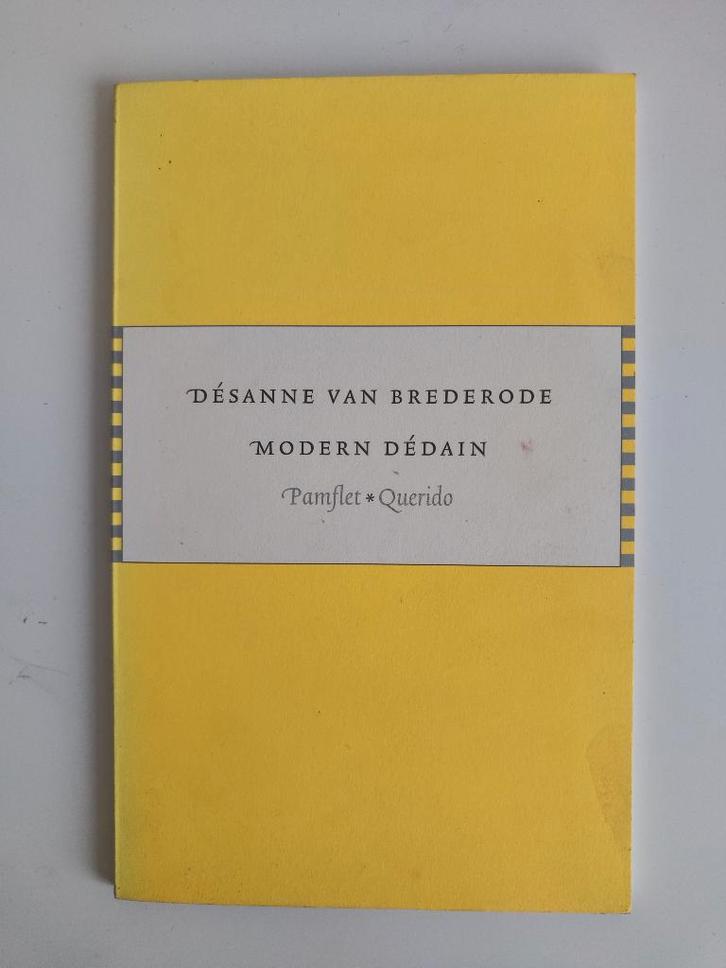 DÉSANNE VAN BREDERODE
MODERN DÉDAIN
Pamflet * Querido